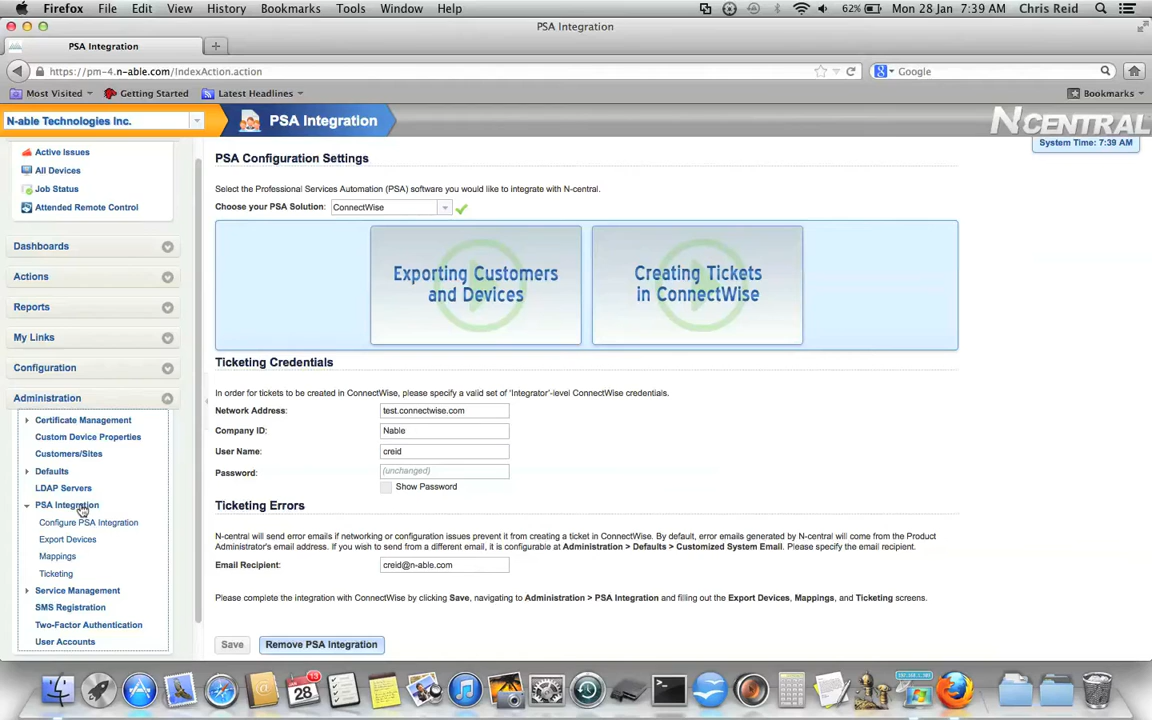 Firefox File Edit View History Bookmarks Tools Window Help 62% Mon 28 Jan 7:39 AM Chris Reid
PSA Integration
PSA Integration
https://pm-4.n-able.com/IndexAction.action Google
Most Visited Getting Started Latest Headlines Bookmarks
N-able Technologies Inc. PSA Integration N-CENTRAL
System Time: 7:39 AM
Active Issues
All Devices
Job Status
Attended Remote Control
Dashboards
Actions
Reports
My Links
Configuration
Administration
Certificate Management
Custom Device Properties
Customers/Sites
Defaults
LDAP Servers
PSA Integration
Configure PSA Integration
Export Devices
Mappings
Ticketing
Service Management
SMS Registration
Two-Factor Authentication
User Accounts
PSA Configuration Settings
Select the Professional Services Automation (PSA) software you would like to integrate with N-central.
Choose your PSA Solution: ConnectWise
Exporting Customers
and Devices
Creating Tickets
in ConnectWise
Ticketing Credentials
In order for tickets to be created in ConnectWise, please specify a valid set of 'Integrator'-level ConnectWise credentials.
Network Address: test.connectwise.com
Company ID: Nable
User Name: creid
Password: (unchanged)
Show Password
Ticketing Errors
N-central will send error emails if networking or configuration issues prevent it from creating a ticket in ConnectWise. By default, error emails generated by N-central will come from the Product
Administrator's email address. If you wish to send from a different email, it is configurable at Administration > Defaults > Customized System Email. Please specify the email recipient.
Email Recipient: creid@n-able.com
Please complete the integration with ConnectWise by clicking Save, navigating to Administration > PSA Integration and filling out the Export Devices, Mappings, and Ticketing screens.
Save Remove PSA Integration
28
13